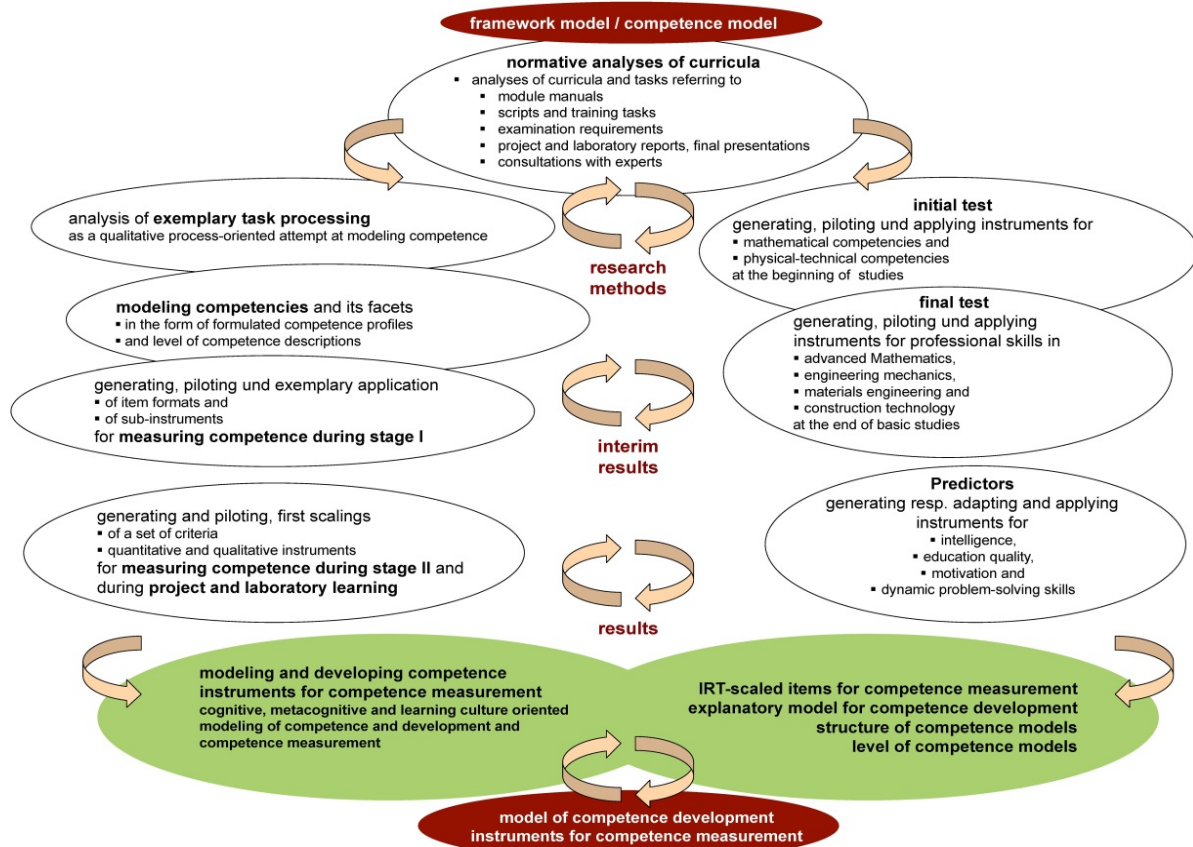 framework model / competence model
normative analyses of curricula
▪ analyses of curricula and tasks referring to
▪ module manuals
▪ scripts and training tasks
▪ examination requirements
▪ project and laboratory reports, final presentations
▪ consultations with experts
analysis of exemplary task processing
as a qualitative process-oriented attempt at modeling competence
modeling competencies and its facets
▪ in the form of formulated competence profiles
▪ and level of competence descriptions
generating, piloting und exemplary application
▪ of item formats and
▪ of sub-instruments
for measuring competence during stage I
generating and piloting, first scalings
▪ of a set of criteria
▪ quantitative and qualitative instruments
for measuring competence during stage II and
during project and laboratory learning
research
methods
interim
results
results
initial test
generating, piloting und applying instruments for
▪ mathematical competencies and
▪ physical-technical competencies
at the beginning of studies
final test
generating, piloting und applying
instruments for professional skills in
▪ advanced Mathematics,
▪ engineering mechanics,
▪ materials engineering and
▪ construction technology
at the end of basic studies
Predictors
generating resp. adapting and applying
instruments for
▪ intelligence,
▪ education quality,
▪ motivation and
▪ dynamic problem-solving skills
modeling and developing competence
instruments for competence measurement
cognitive, metacognitive and learning culture oriented
modeling of competence and development and
competence measurement
IRT-scaled items for competence measurement
explanatory model for competence development
structure of competence models
level of competence models
model of competence development
instruments for competence measurement